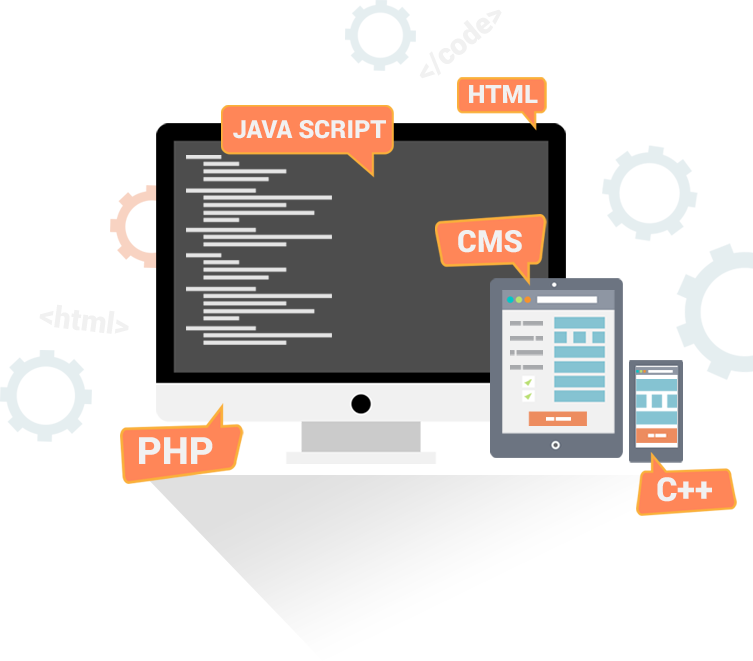 </code>
HTML
JAVA SCRIPT
CMS
<html>
PHP
C++